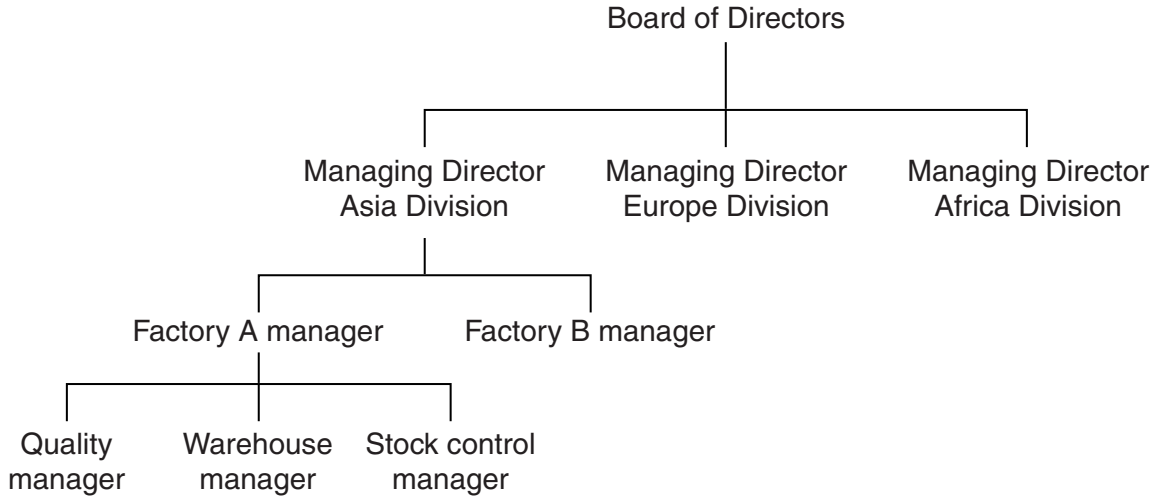 Board of Directors
Managing Director
Asia Division
Managing Director
Europe Division
Managing Director
Africa Division
Factory A manager
Factory B manager
Quality
manager
Warehouse
manager
Stock control
manager